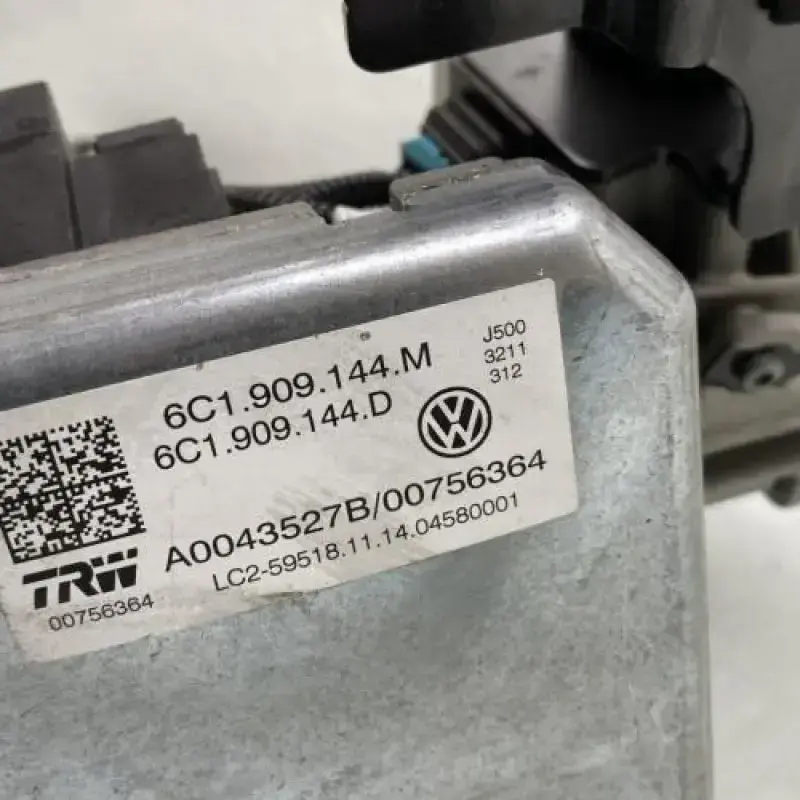 6C1.909.144.M
6C1.909.144.D
J500
3211
312
A0043527B/00756364
LC2-59518.11.14.04580001
TRW
00756364